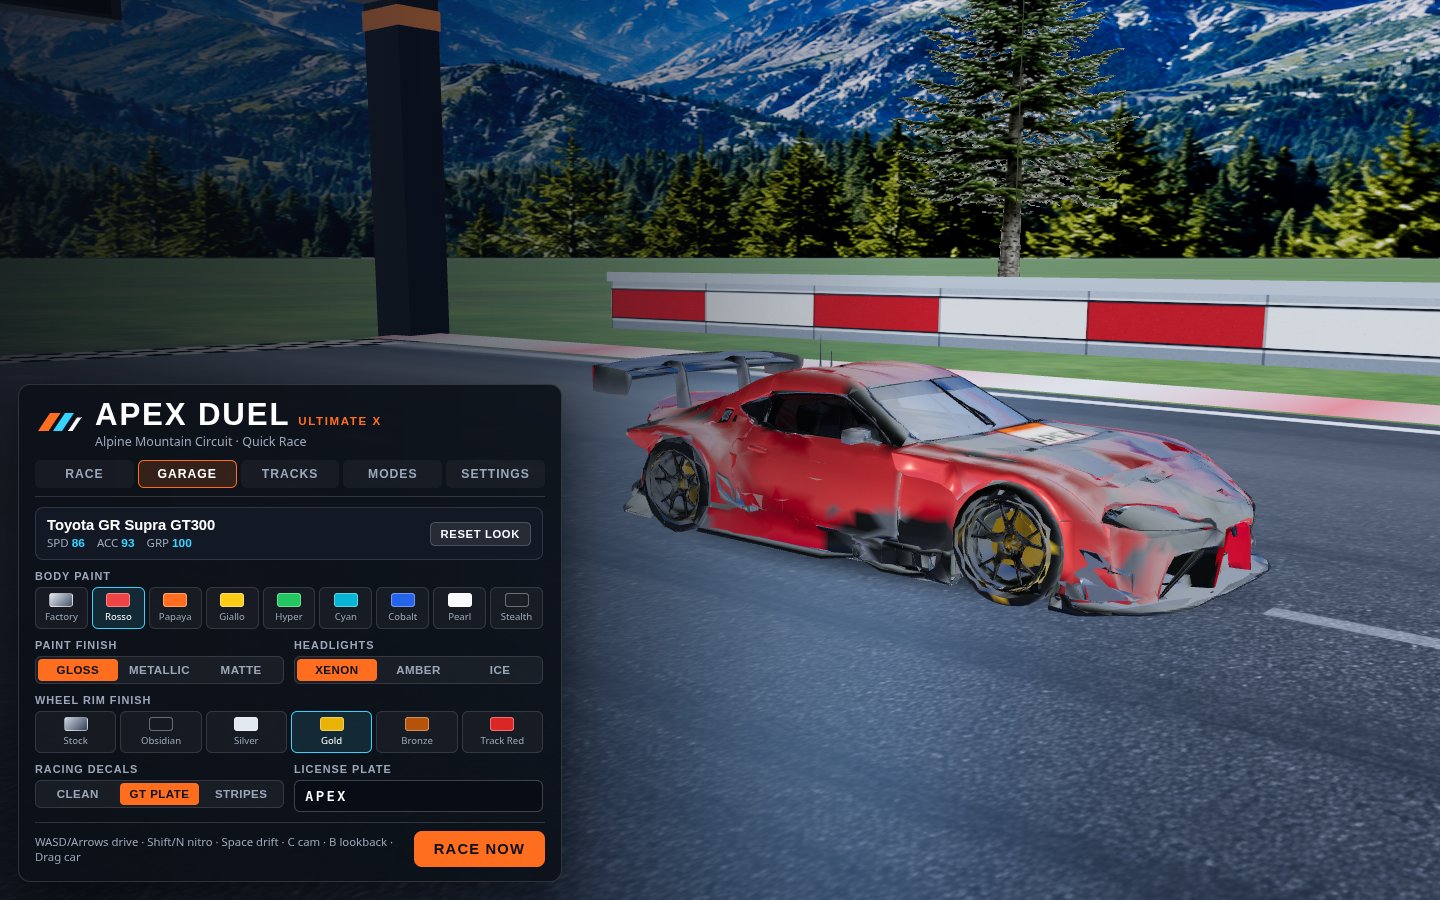 APEX DUEL ULTIMATE X
Alpine Mountain Circuit · Quick Race
RACE GARAGE TRACKS MODES SETTINGS
Toyota GR Supra GT300
SPD 86 ACC 93 GRP 100
RESET LOOK
BODY PAINT
Factory Rosso Papaya Giallo Hyper Cyan Cobalt Pearl Stealth
PAINT FINISH HEADLIGHTS
GLOSS METALLIC MATTE XENON AMBER ICE
WHEEL RIM FINISH
Stock Obsidian Silver Gold Bronze Track Red
RACING DECALS LICENSE PLATE
CLEAN GT PLATE STRIPES APEX
WASD/Arrows drive · Shift/N nitro · Space drift · C cam · B lookback ·
Drag car
RACE NOW